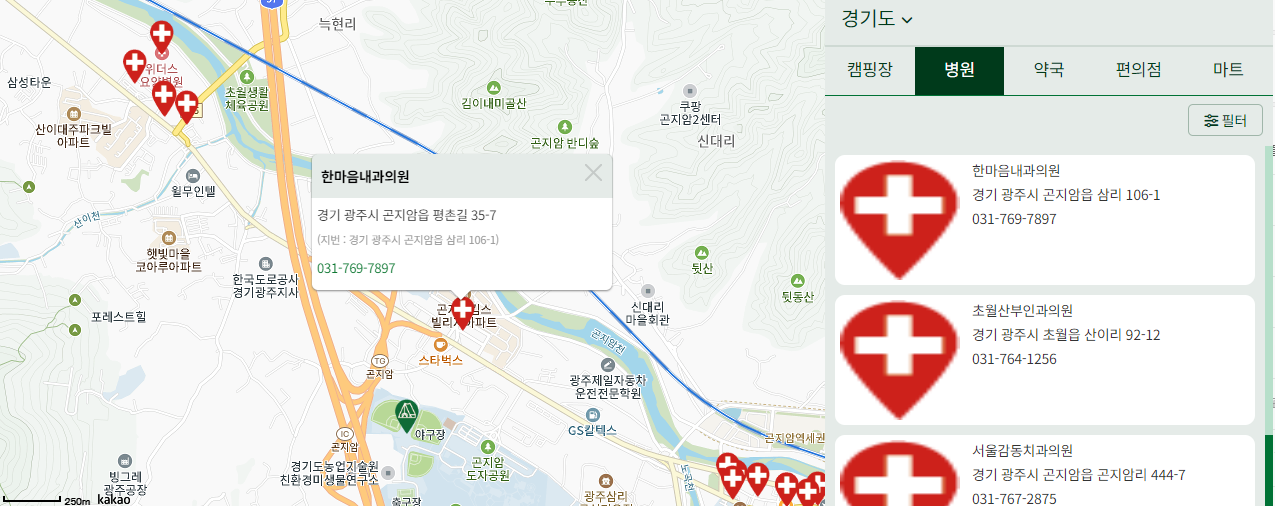 늑현리
위더스
요양병원
삼성타운
초월생활
체육공원
산이대주파크빌
아파트
김이내미골산
쿠팡
곤지암2센터
곤지암 반디숲
신대리
윌무인텔
산이천
햇빛마을
코아루아파트
한국도로공사
경기광주지사
한마음내과의원
경기 광주시 곤지암읍 평촌길 35-7
(지번 : 경기 광주시 곤지암읍 삼리 106-1)
031-769-7897
뒷산
뒷동산
신대리
마을회관
포레스트힐
빌리지아파트
스타벅스
곤지암천
TG
곤지암
광주제일자동차
운전전문학원
GS칼텍스
야구장
IC
곤지암
곤지암
도자공원
곤지암역세권
경기도농업기술원
친환경미생물연구소
빙그레
광주공장
도곡천
광주삼리
출구장
250m
kakao
경기도
캠핑장
병원
약국
편의점
마트
필터
한마음내과의원
경기 광주시 곤지암읍 삼리 106-1
031-769-7897
초월산부인과의원
경기 광주시 초월읍 산이리 92-12
031-764-1256
서울감동치과의원
경기 광주시 곤지암읍 곤지암리 444-7
031-767-2875